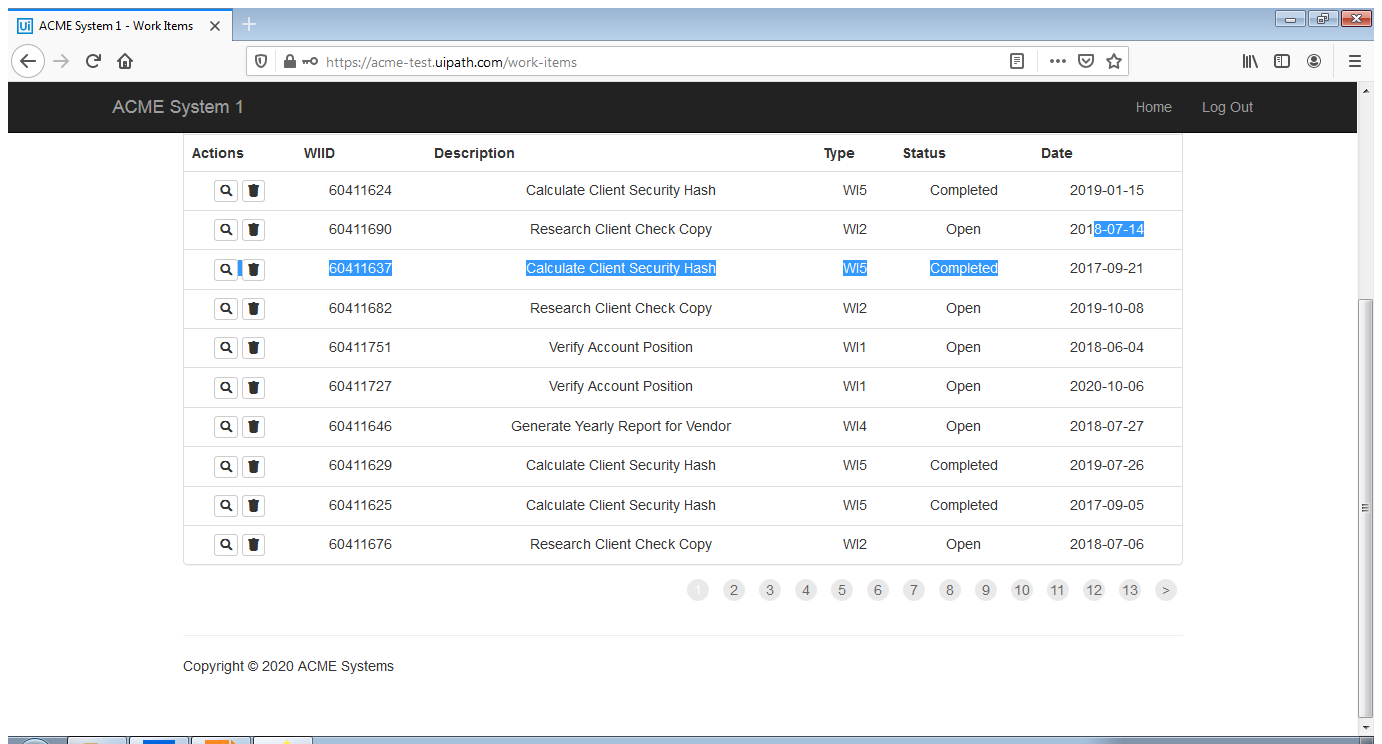 ACME System 1 - Work Items
https://acme-test.uipath.com/work-items
ACME System 1 Home Log Out
Actions WIID Description Type Status Date
60411624 Calculate Client Security Hash WI5 Completed 2019-01-15
60411690 Research Client Check Copy WI2 Open 2018-07-14
60411637 Calculate Client Security Hash WI5 Completed 2017-09-21
60411682 Research Client Check Copy WI2 Open 2019-10-08
60411751 Verify Account Position WI1 Open 2018-06-04
60411727 Verify Account Position WI1 Open 2020-10-06
60411646 Generate Yearly Report for Vendor WI4 Open 2018-07-27
60411629 Calculate Client Security Hash WI5 Completed 2019-07-26
60411625 Calculate Client Security Hash WI5 Completed 2017-09-05
60411676 Research Client Check Copy WI2 Open 2018-07-06
1 2 3 4 5 6 7 8 9 10 11 12 13 >
Copyright © 2020 ACME Systems